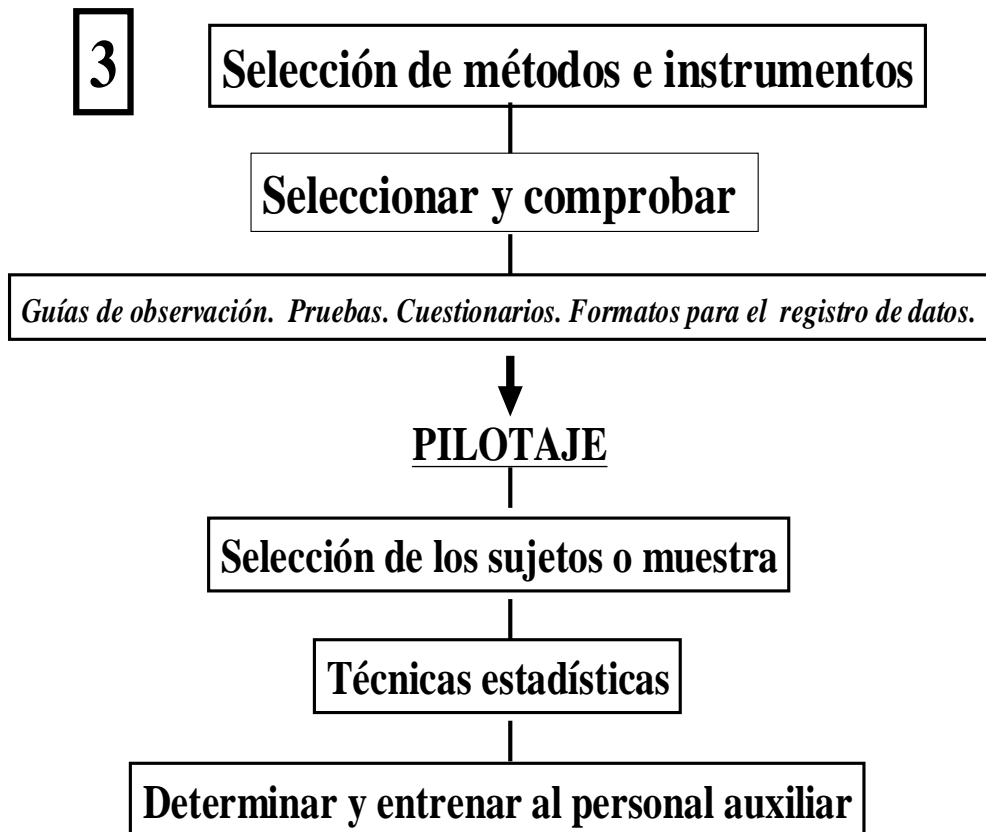 3
Selección de métodos e instrumentos
Seleccionar y comprobar
Guías de observación. Pruebas. Cuestionarios. Formatos para el registro de datos.
PILOTAJE
Selección de los sujetos o muestra
Técnicas estadísticas
Determinar y entrenar al personal auxiliar